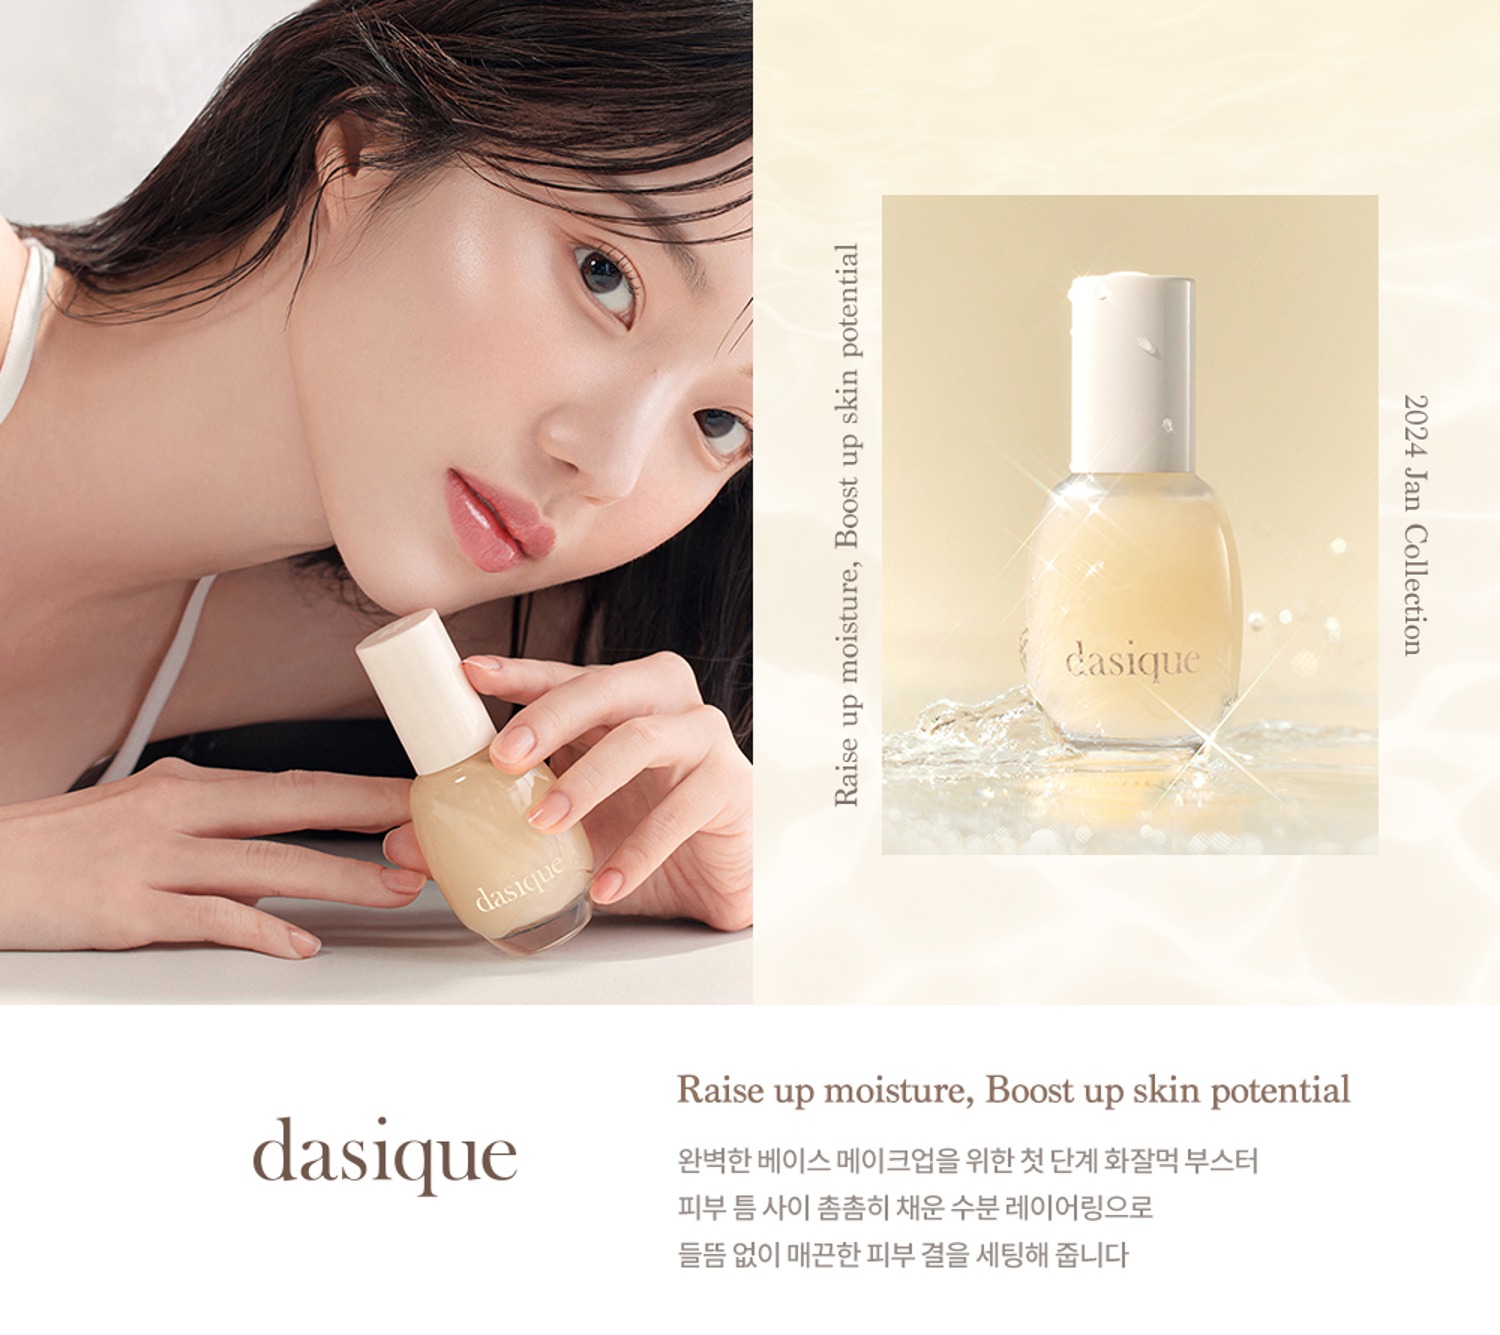 dasique
Raise up moisture, Boost up skin potential
dasique
2024 Jan Collection
dasique
Raise up moisture, Boost up skin potential
완벽한 베이스 메이크업을 위한 첫 단계 화잘먹 부스터
피부 틈 사이 촘촘히 채운 수분 레이어링으로
들뜸 없이 매끈한 피부 결을 세팅해 줍니다